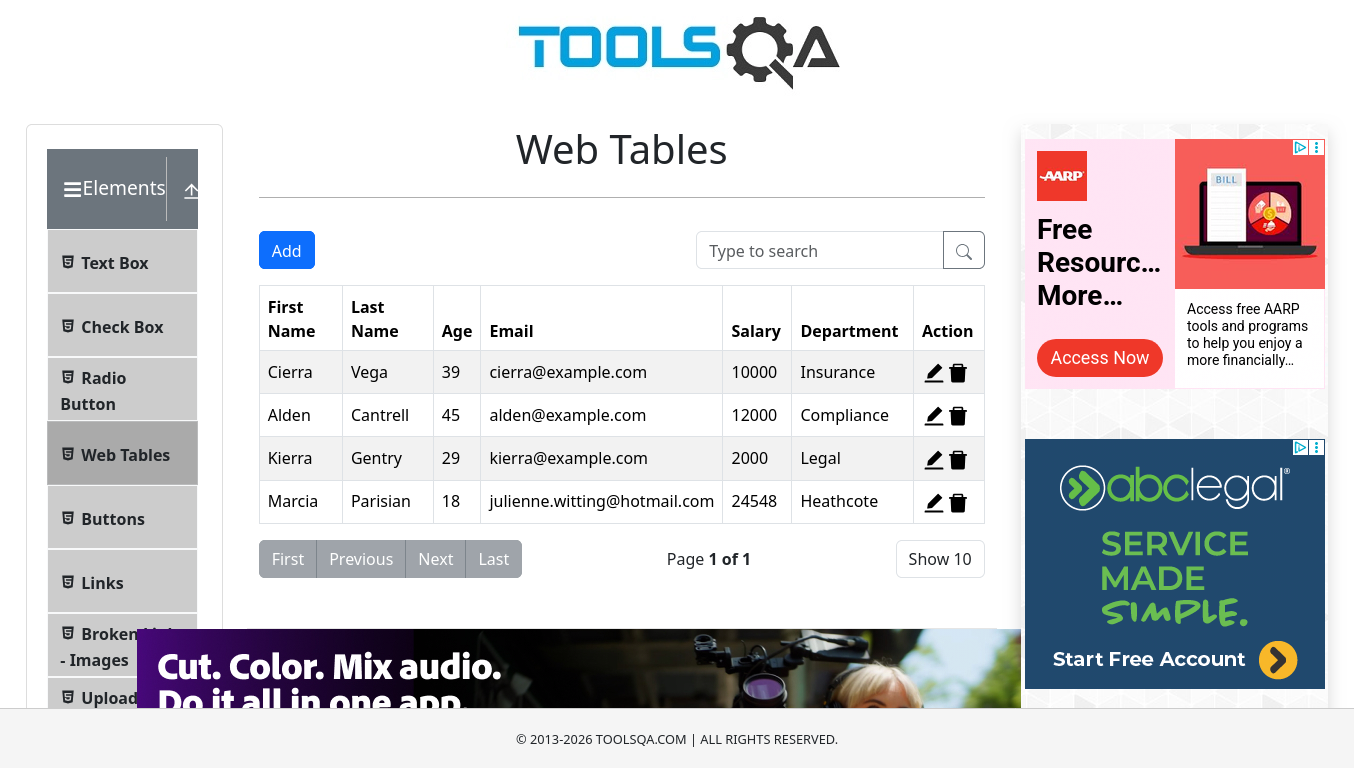 TOOLSQA
Web Tables
Elements
Text Box
Check Box
Radio
Button
Web Tables
Buttons
Links
Broken
- Images
Upload
Add
Type to search
First Name Last Name Age Email Salary Department Action
Cierra Vega 39 cierra@example.com 10000 Insurance
Alden Cantrell 45 alden@example.com 12000 Compliance
Kierra Gentry 29 kierra@example.com 2000 Legal
Marcia Parisian 18 julienne.witting@hotmail.com 24548 Heathcote
First Previous Next Last
Page 1 of 1
Show 10
AARP
Free
Resourc...
More...
Access Now
BILL
Access free AARP
tools and programs
to help you enjoy a
more financially...
abclegal®
SERVICE
MADE
SIMPLE.
Start Free Account
Cut. Color. Mix audio.
Do it all in one app.
© 2013-2026 TOOLSQA.COM | ALL RIGHTS RESERVED.